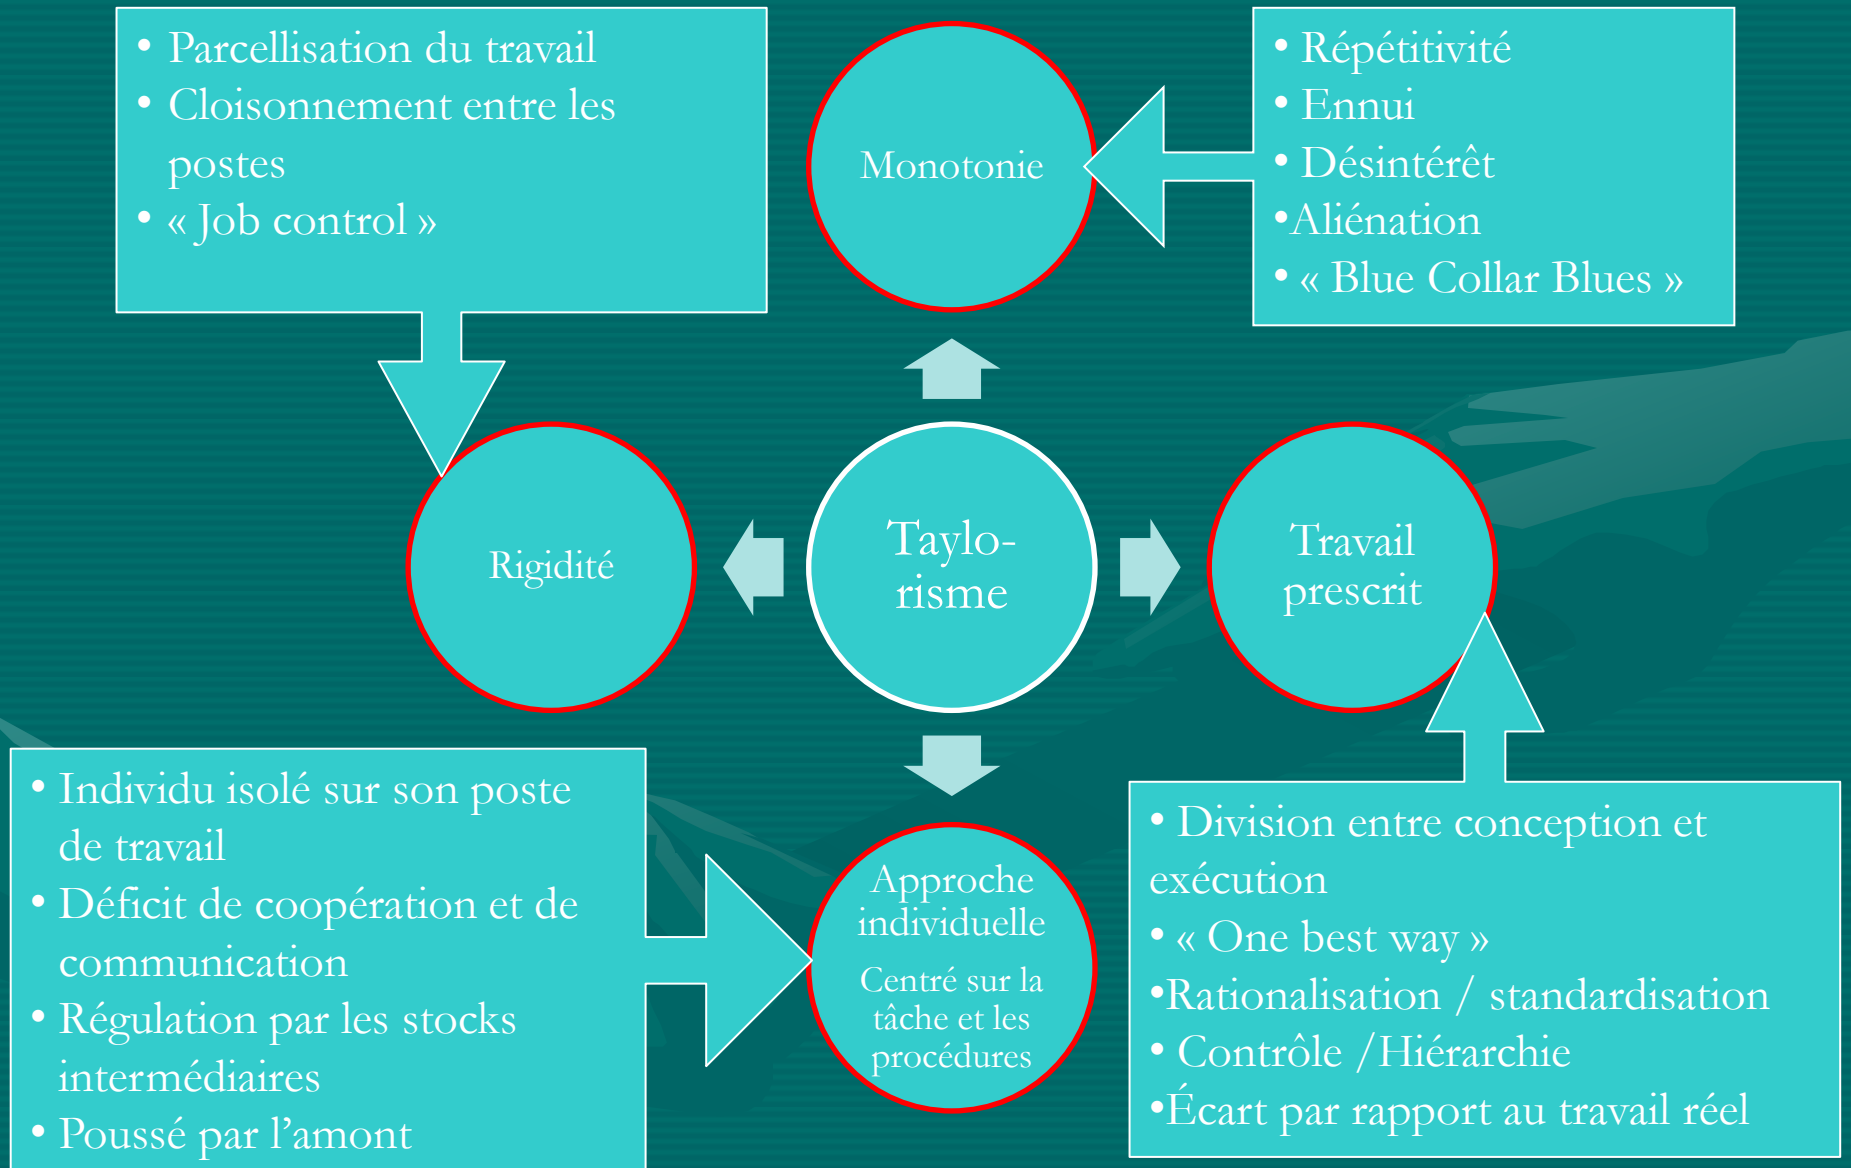 • Parcellisation du travail
• Cloisonnement entre les
postes
• « Job control »
Monotonie
• Répétitivité
• Ennui
• Désintérêt
•Aliénation
• « Blue Collar Blues »
Rigidité
Taylo-
risme
Travail
prescrit
• Individu isolé sur son poste
de travail
• Déficit de coopération et de
communication
• Régulation par les stocks
intermédiaires
• Poussé par l’amont
Approche
individuelle
Centré sur la
tâche et les
procédures
• Division entre conception et
exécution
• « One best way »
•Rationalisation / standardisation
• Contrôle /Hiérarchie
•Écart par rapport au travail réel